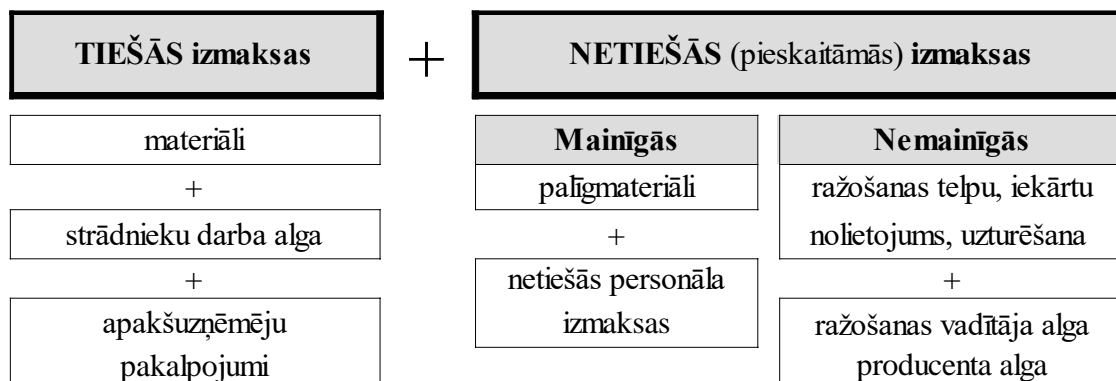 TIEŠĀS izmaksas
+
NETIEŠĀS (pieskaitāmās) izmaksas
materiāli
+
strādnieku darba alga
+
apakšuzņēmēju
pakalpojumi
Mainīgās
palīgmateriāli
+
netiešās personāla
izmaksas
Nemainīgās
ražošanas telpu, iekārtu
nolietojums, uzturēšana
+
ražošanas vadītāja alga
producenta alga